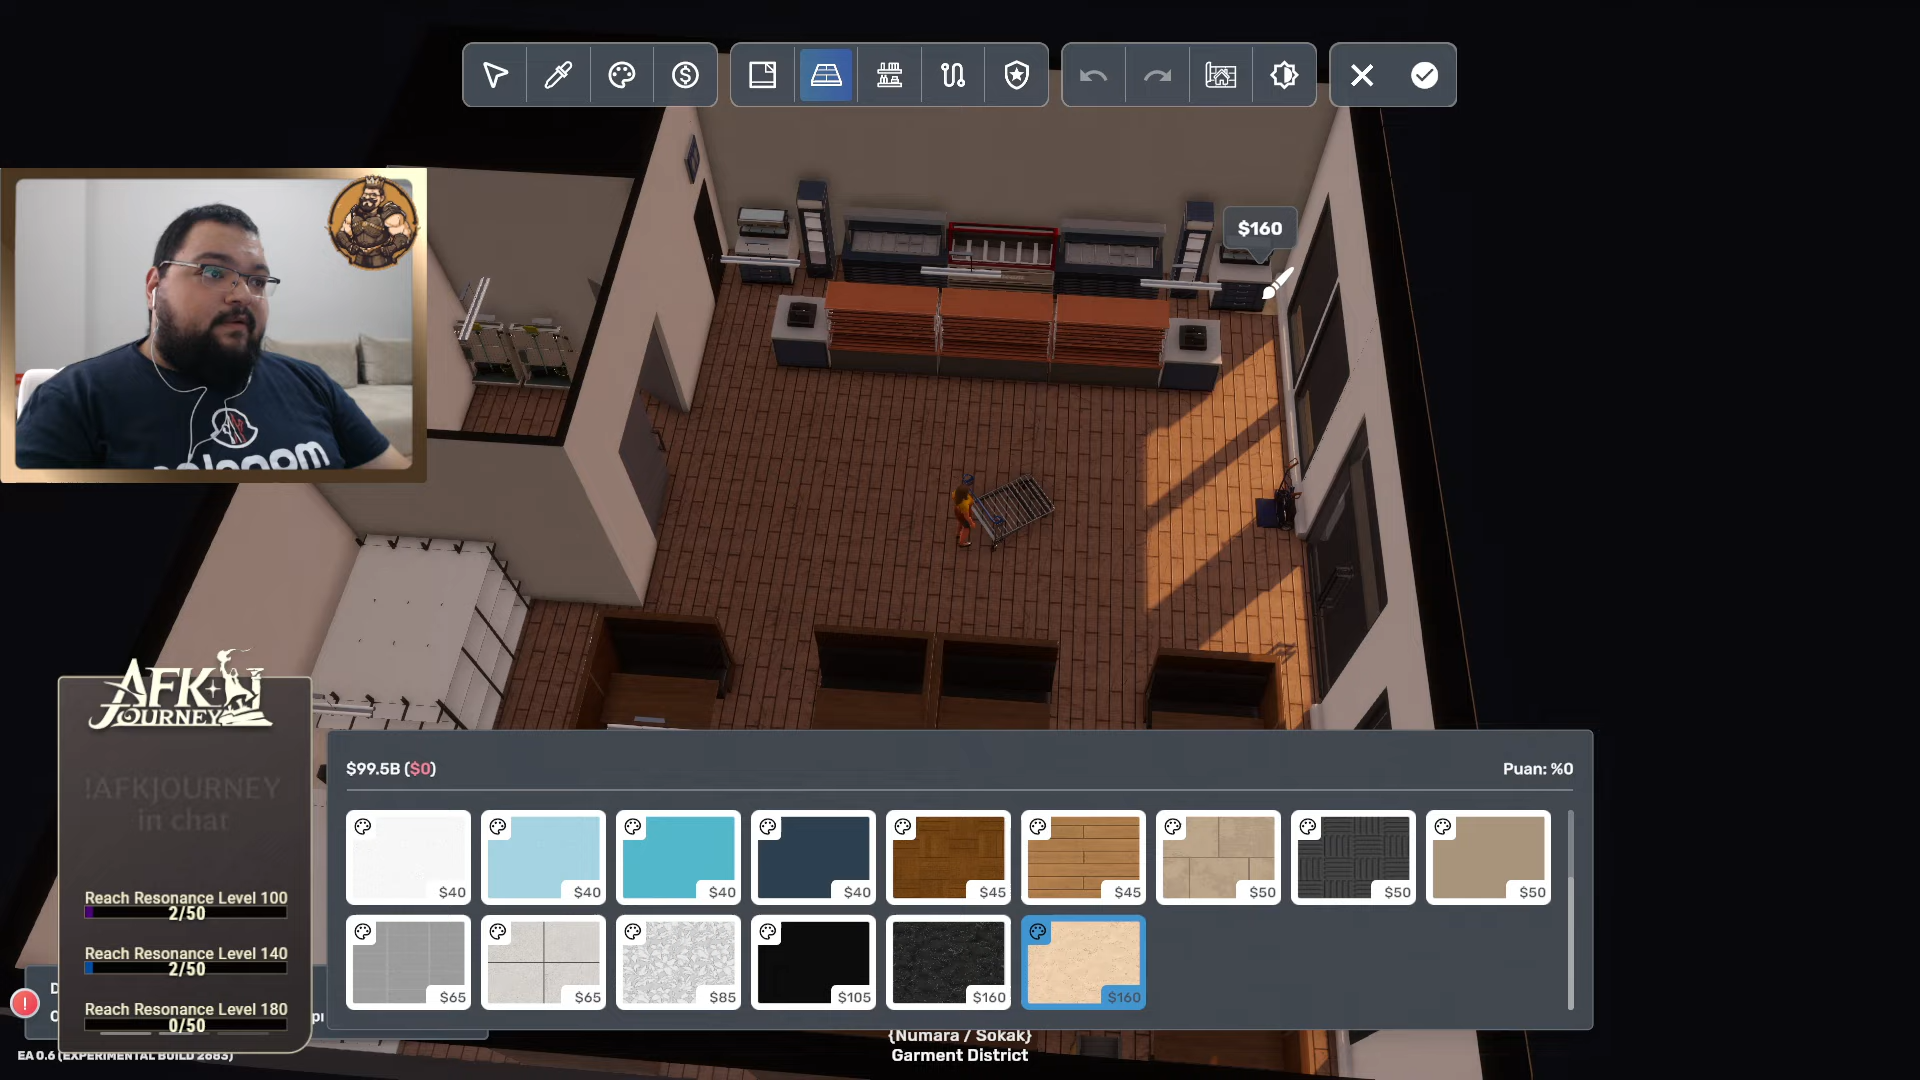 $160
AFK
JOURNEY
!AFKJOURNEY
in chat
Reach Resonance Level 100
2/50
Reach Resonance Level 140
2/50
Reach Resonance Level 180
0/50
$99.5B ($0)
Puan: %0
$40
$40
$40
$40
$45
$45
$50
$50
$50
$65
$65
$85
$105
$160
$160
{Numara / Sokak}
Garment District
EA 0.6 (EXPERIMENTAL BUILD 2683)